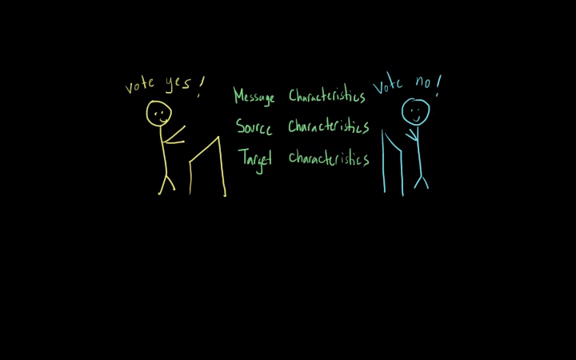 vote yes!
Vote no!
Message Characteristics
Source Characteristics
Target Characteristics